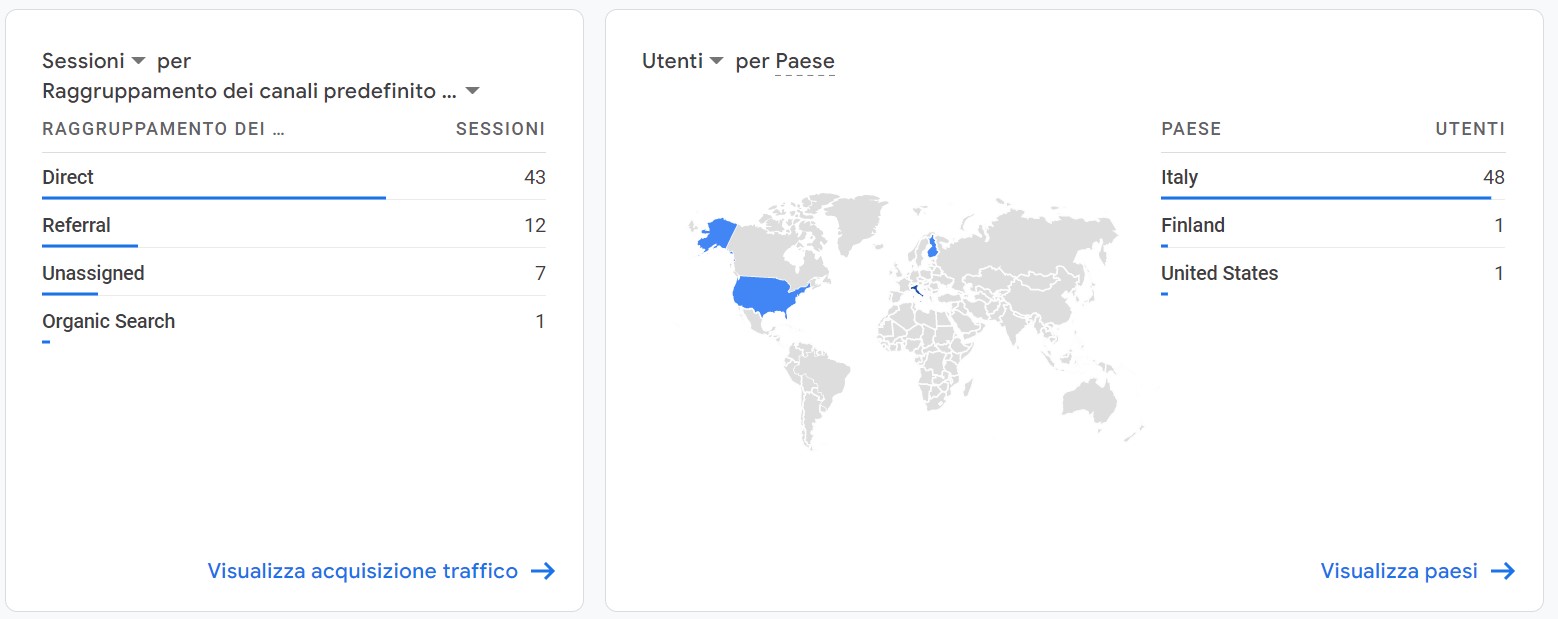 Sessioni per
Raggruppamento dei canali predefinito ...
RAGGRUPPAMENTO DEI ... SESSIONI
Direct 43
Referral 12
Unassigned 7
Organic Search 1
Visualizza acquisizione traffico
Utenti per Paese
PAESE UTENTI
Italy 48
Finland 1
United States 1
Visualizza paesi